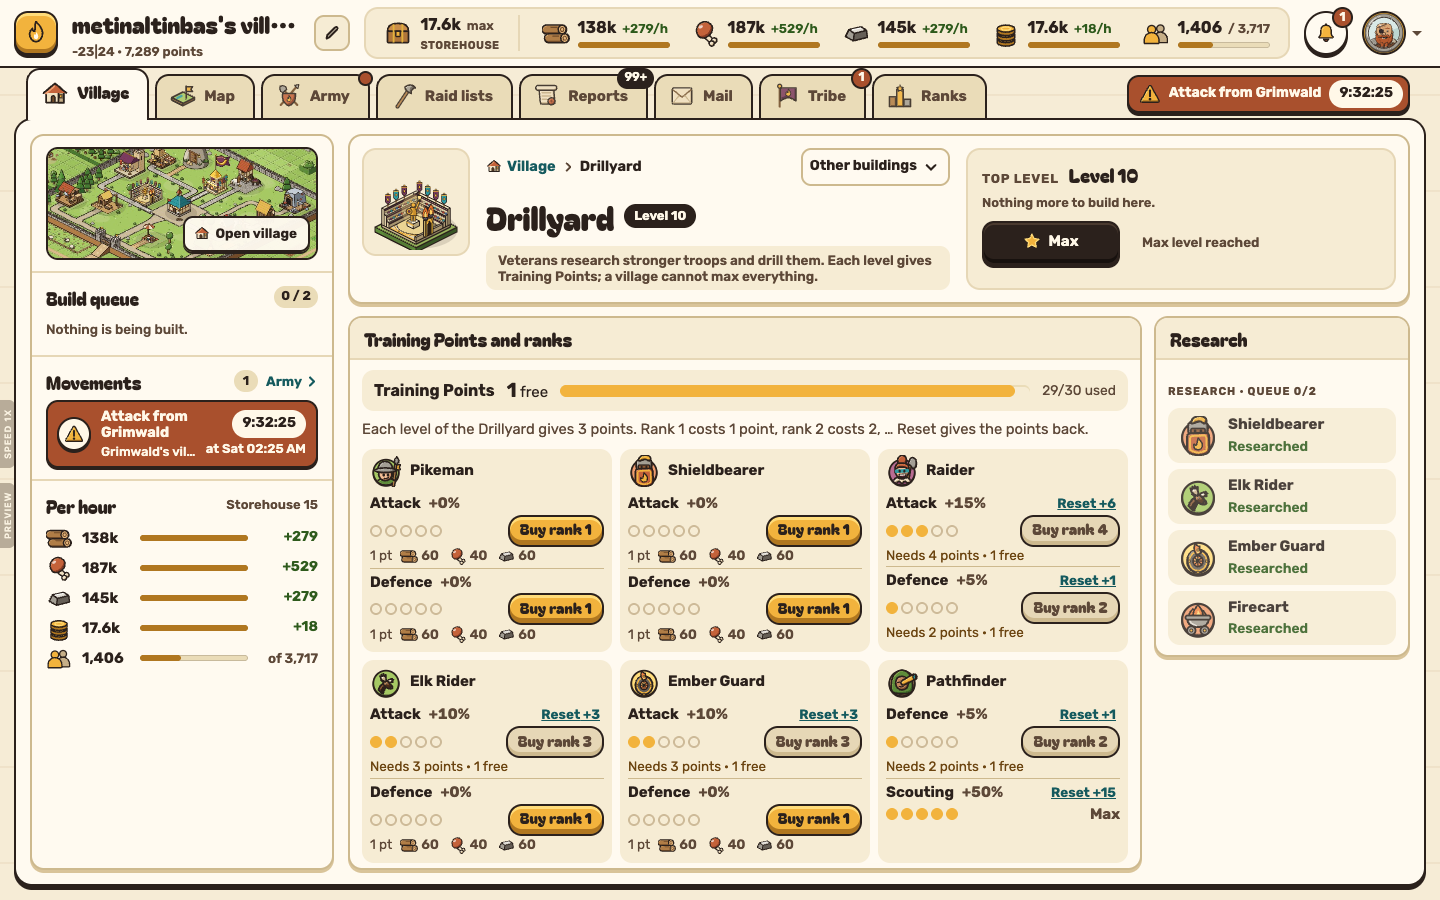 metinaltinbas's vill•••
-23|24 • 7,289 points
17.6k max
STOREHOUSE
138k +279/h
187k +529/h
145k +279/h
17.6k +18/h
1,406 / 3,717
1
Village
Map
Army
Raid lists
Reports
99+
Mail
Tribe
1
Ranks
Attack from Grimwald 9:32:25
SPEED 1X
PREVIEW
Open village
Build queue 0 / 2
Nothing is being built.
Movements 1 Army
Attack from Grimwald
9:32:25
Grimwald's vil... at Sat 02:25 AM
Per hour Storehouse 15
138k +279
187k +529
145k +279
17.6k +18
1,406 of 3,717
Village > Drillyard
Other buildings
Drillyard Level 10
Veterans research stronger troops and drill them. Each level gives
Training Points; a village cannot max everything.
TOP LEVEL Level 10
Nothing more to build here.
Max
Max level reached
Training Points and ranks
Training Points 1 free 29/30 used
Each level of the Drillyard gives 3 points. Rank 1 costs 1 point, rank 2 costs 2, … Reset gives the points back.
Pikeman
Attack +0%
Buy rank 1
1 pt 60 40 60
Defence +0%
Buy rank 1
1 pt 60 40 60
Shieldbearer
Attack +0%
Buy rank 1
1 pt 60 40 60
Defence +0%
Buy rank 1
1 pt 60 40 60
Raider
Attack +15% Reset +6
Buy rank 4
Needs 4 points • 1 free
Defence +5% Reset +1
Buy rank 2
Needs 2 points • 1 free
Elk Rider
Attack +10% Reset +3
Buy rank 3
Needs 3 points • 1 free
Defence +0%
Buy rank 1
1 pt 60 40 60
Ember Guard
Attack +10% Reset +3
Buy rank 3
Needs 3 points • 1 free
Defence +0%
Buy rank 1
1 pt 60 40 60
Pathfinder
Defence +5% Reset +1
Buy rank 2
Needs 2 points • 1 free
Scouting +50% Reset +15
Max
Research
RESEARCH • QUEUE 0/2
Shieldbearer
Researched
Elk Rider
Researched
Ember Guard
Researched
Firecart
Researched